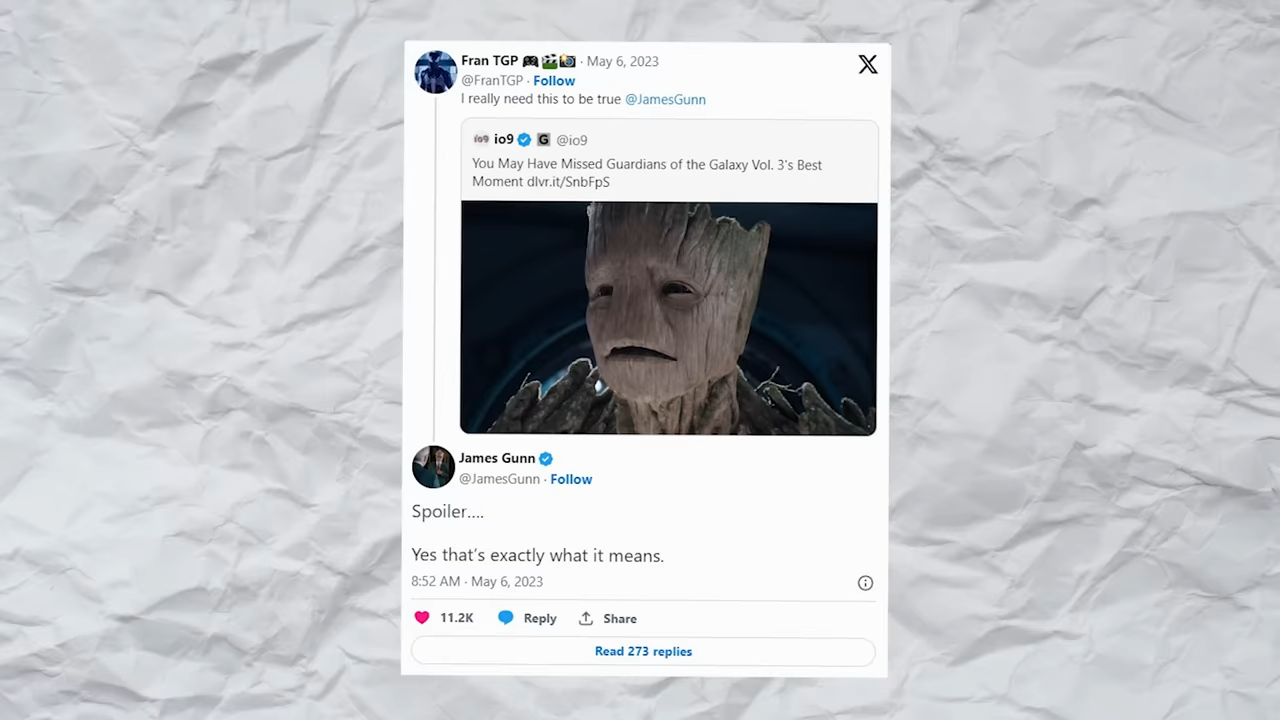 Fran TGP 🎮🎬📸 · May 6, 2023
@FranTGP · Follow
I really need this to be true @JamesGunn
io9 io9 G @io9
You May Have Missed Guardians of the Galaxy Vol. 3's Best
Moment dlvr.it/SnbFpS
James Gunn
@JamesGunn · Follow
Spoiler....
Yes that's exactly what it means.
8:52 AM · May 6, 2023
11.2K Reply Share
Read 273 replies